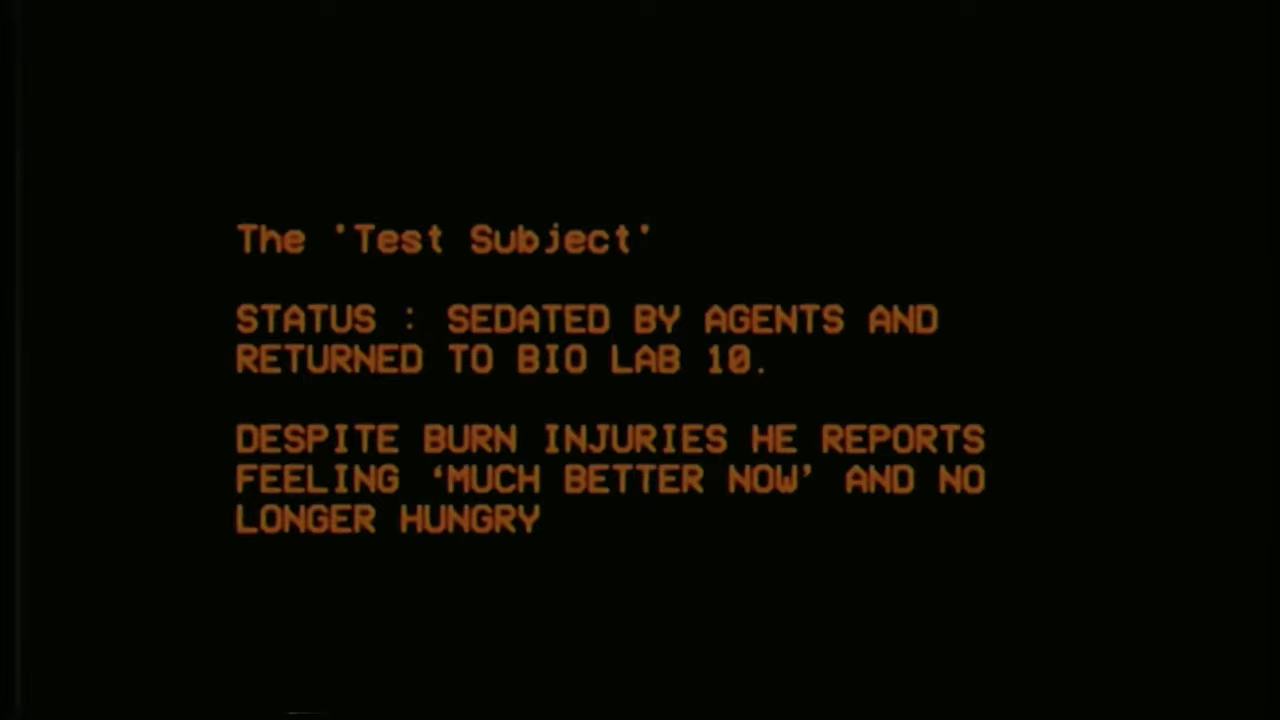 The 'Test Subject'
STATUS : SEDATED BY AGENTS AND
RETURNED TO BIO LAB 10.
DESPITE BURN INJURIES HE REPORTS
FEELING ‘MUCH BETTER NOW’ AND NO
LONGER HUNGRY